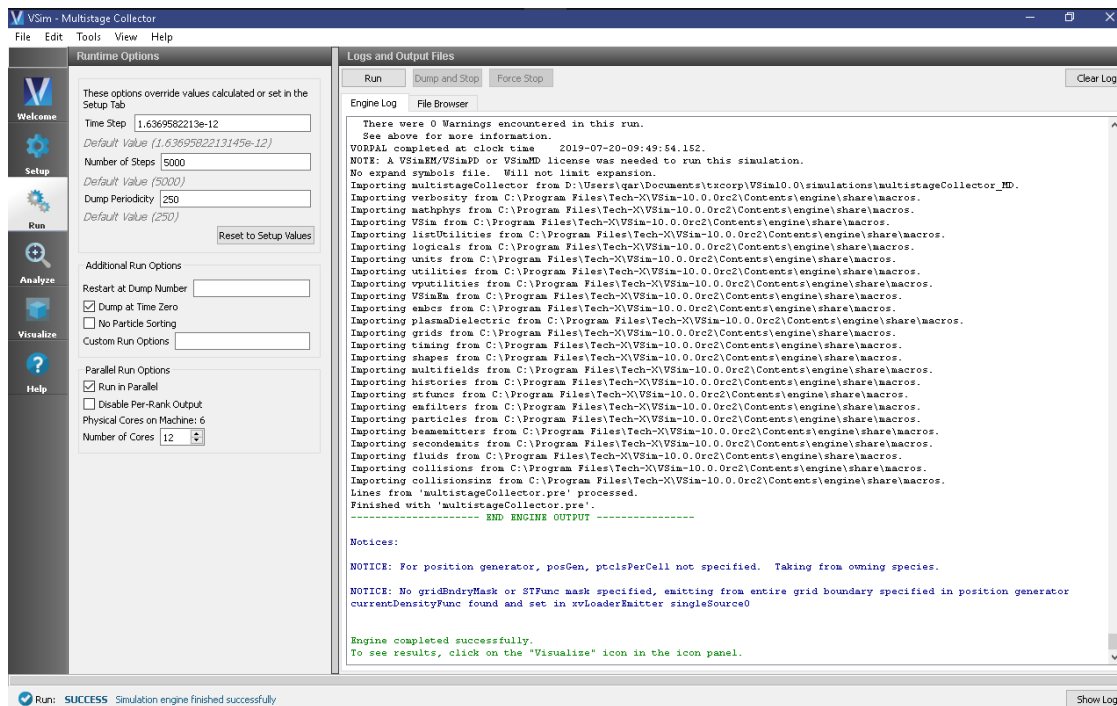 VSim - Multistage Collector
File Edit Tools View Help
Runtime Options
These options override values calculated or set in the
Setup Tab
Time Step 1.6369582213e-12
Default Value (1.6369582213145e-12)
Number of Steps 5000
Default Value (5000)
Dump Periodicity 250
Default Value (250)
Reset to Setup Values
Additional Run Options
Restart at Dump Number
Dump at Time Zero
No Particle Sorting
Custom Run Options
Parallel Run Options
Run in Parallel
Disable Per-Rank Output
Physical Cores on Machine: 6
Number of Cores 12
Welcome
Setup
Run
Analyze
Visualize
Help
Logs and Output Files
Run Dump and Stop Force Stop Clear Log
Engine Log File Browser
There were 0 Warnings encountered in this run.
See above for more information.
VORPAL completed at clock time 2019-07-20-09:49:54.152.
NOTE: A VSimEM/VSimPD or VSimMD license was needed to run this simulation.
No expand symbols file. Will not limit expansion.
Importing multistageCollector from D:\Users\qar\Documents\txcorp\VSim10.0\simulations\multistageCollector_MD.
Importing verbosity from C:\Program Files\Tech-X\VSim-10.0.0rc2\Contents\engine\share\macros.
Importing mathphys from C:\Program Files\Tech-X\VSim-10.0.0rc2\Contents\engine\share\macros.
Importing VSim from C:\Program Files\Tech-X\VSim-10.0.0rc2\Contents\engine\share\macros.
Importing listUtilities from C:\Program Files\Tech-X\VSim-10.0.0rc2\Contents\engine\share\macros.
Importing logicals from C:\Program Files\Tech-X\VSim-10.0.0rc2\Contents\engine\share\macros.
Importing units from C:\Program Files\Tech-X\VSim-10.0.0rc2\Contents\engine\share\macros.
Importing utilities from C:\Program Files\Tech-X\VSim-10.0.0rc2\Contents\engine\share\macros.
Importing vputilities from C:\Program Files\Tech-X\VSim-10.0.0rc2\Contents\engine\share\macros.
Importing VSimEm from C:\Program Files\Tech-X\VSim-10.0.0rc2\Contents\engine\share\macros.
Importing embcs from C:\Program Files\Tech-X\VSim-10.0.0rc2\Contents\engine\share\macros.
Importing plasmaDielectric from C:\Program Files\Tech-X\VSim-10.0.0rc2\Contents\engine\share\macros.
Importing grids from C:\Program Files\Tech-X\VSim-10.0.0rc2\Contents\engine\share\macros.
Importing timing from C:\Program Files\Tech-X\VSim-10.0.0rc2\Contents\engine\share\macros.
Importing shapes from C:\Program Files\Tech-X\VSim-10.0.0rc2\Contents\engine\share\macros.
Importing multifields from C:\Program Files\Tech-X\VSim-10.0.0rc2\Contents\engine\share\macros.
Importing histories from C:\Program Files\Tech-X\VSim-10.0.0rc2\Contents\engine\share\macros.
Importing stfuncs from C:\Program Files\Tech-X\VSim-10.0.0rc2\Contents\engine\share\macros.
Importing emfilters from C:\Program Files\Tech-X\VSim-10.0.0rc2\Contents\engine\share\macros.
Importing particles from C:\Program Files\Tech-X\VSim-10.0.0rc2\Contents\engine\share\macros.
Importing beamemitters from C:\Program Files\Tech-X\VSim-10.0.0rc2\Contents\engine\share\macros.
Importing secondemits from C:\Program Files\Tech-X\VSim-10.0.0rc2\Contents\engine\share\macros.
Importing fluids from C:\Program Files\Tech-X\VSim-10.0.0rc2\Contents\engine\share\macros.
Importing collisions from C:\Program Files\Tech-X\VSim-10.0.0rc2\Contents\engine\share\macros.
Importing collisionsinz from C:\Program Files\Tech-X\VSim-10.0.0rc2\Contents\engine\share\macros.
Lines from 'multistageCollector.pre' processed.
Finished with 'multistageCollector.pre'.
-------------------- END ENGINE OUTPUT ---------------
Notices:
NOTICE: For position generator, posGen, ptclsPerCell not specified. Taking from owning species.
NOTICE: No gridBndryMask or STFunc mask specified, emitting from entire grid boundary specified in position generator
currentDensityFunc found and set in xvLoaderEmitter singleSource0
Engine completed successfully.
To see results, click on the "Visualize" icon in the icon panel.
Run: SUCCESS Simulation engine finished successfully
Show Log